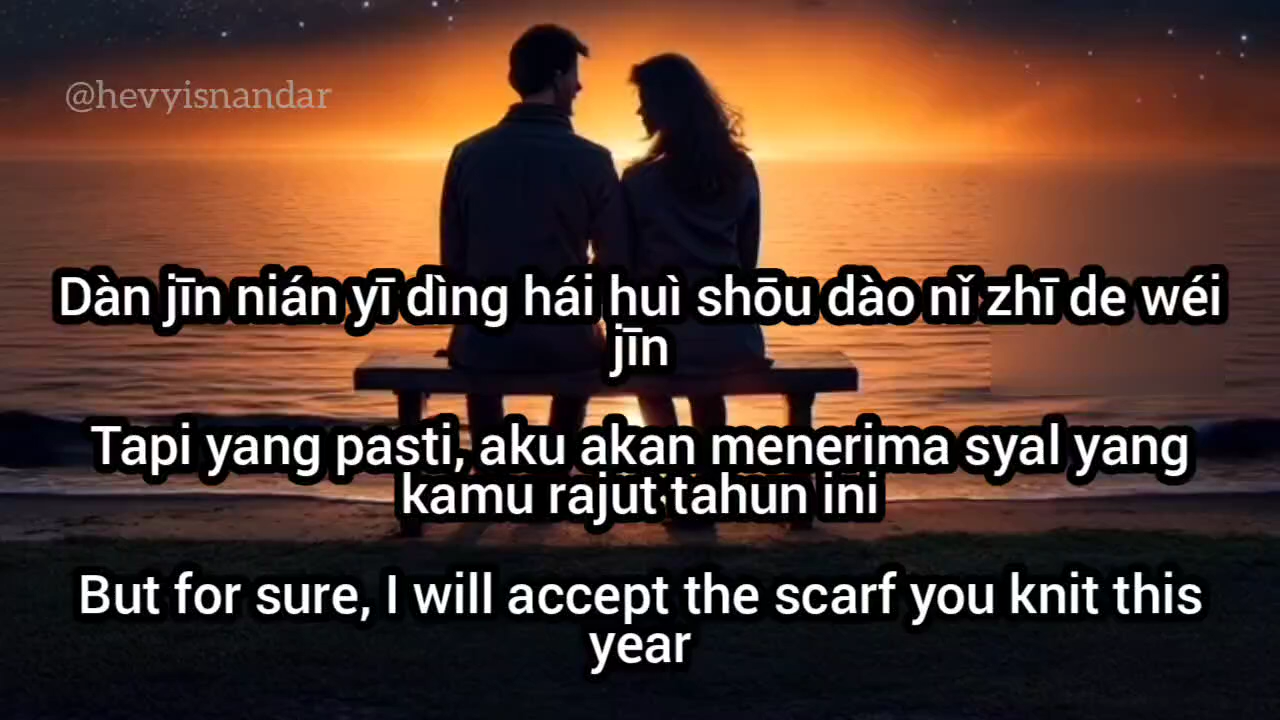 @hevyisnandar
Dàn jīn nián yī dìng hái huì shōu dào nǐ zhī de wéi
jīn
Tapi yang pasti, aku akan menerima syal yang
kamu rajut tahun ini
But for sure, I will accept the scarf you knit this
year